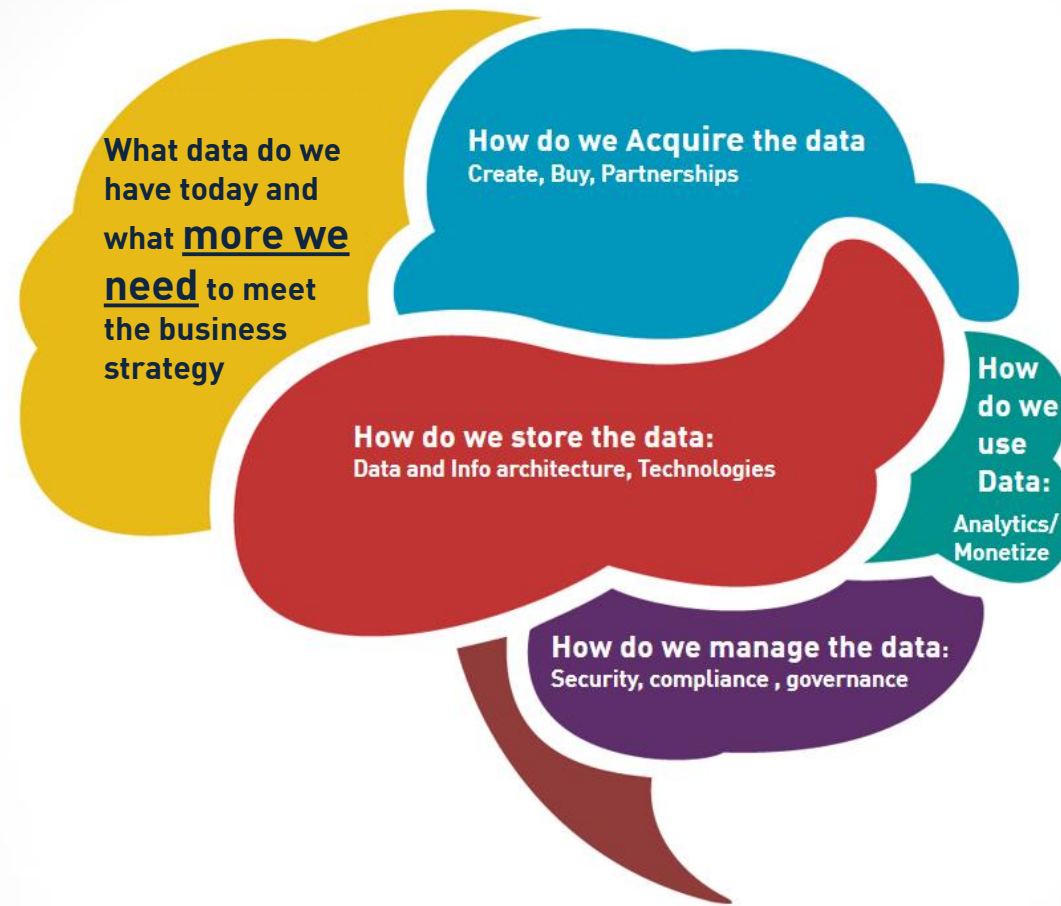 What data do we
have today and
what more we
need to meet
the business
strategy
How do we Acquire the data
Create, Buy, Partnerships
How do we store the data:
Data and Info architecture, Technologies
How
do we
use
Data:
Analytics/
Monetize
How do we manage the data:
Security, compliance , governance